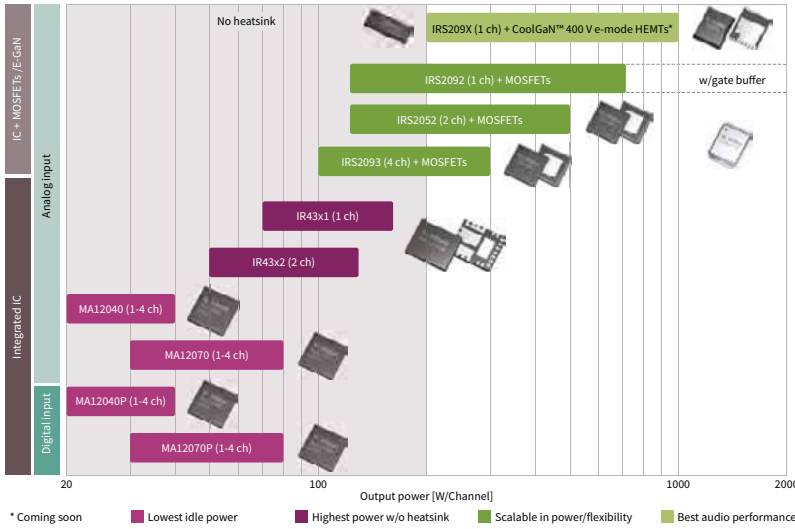 No heatsink
IC + MOSFETs /E-GaN
Analog input
Integrated IC
Digital input
IRS209X (1 ch) + CoolGaN™ 400 V e-mode HEMTs*
IRS2092 (1 ch) + MOSFETs
w/gate buffer
IRS2052 (2 ch) + MOSFETs
IRS2093 (4 ch) + MOSFETs
IR43x1 (1 ch)
IR43x2 (2 ch)
MA12040 (1-4 ch)
MA12070 (1-4 ch)
MA12040P (1-4 ch)
MA12070P (1-4 ch)
20
100
1000
2000
Output power [W/Channel]
* Coming soon
Lowest idle power
Highest power w/o heatsink
Scalable in power/flexibility
Best audio performance